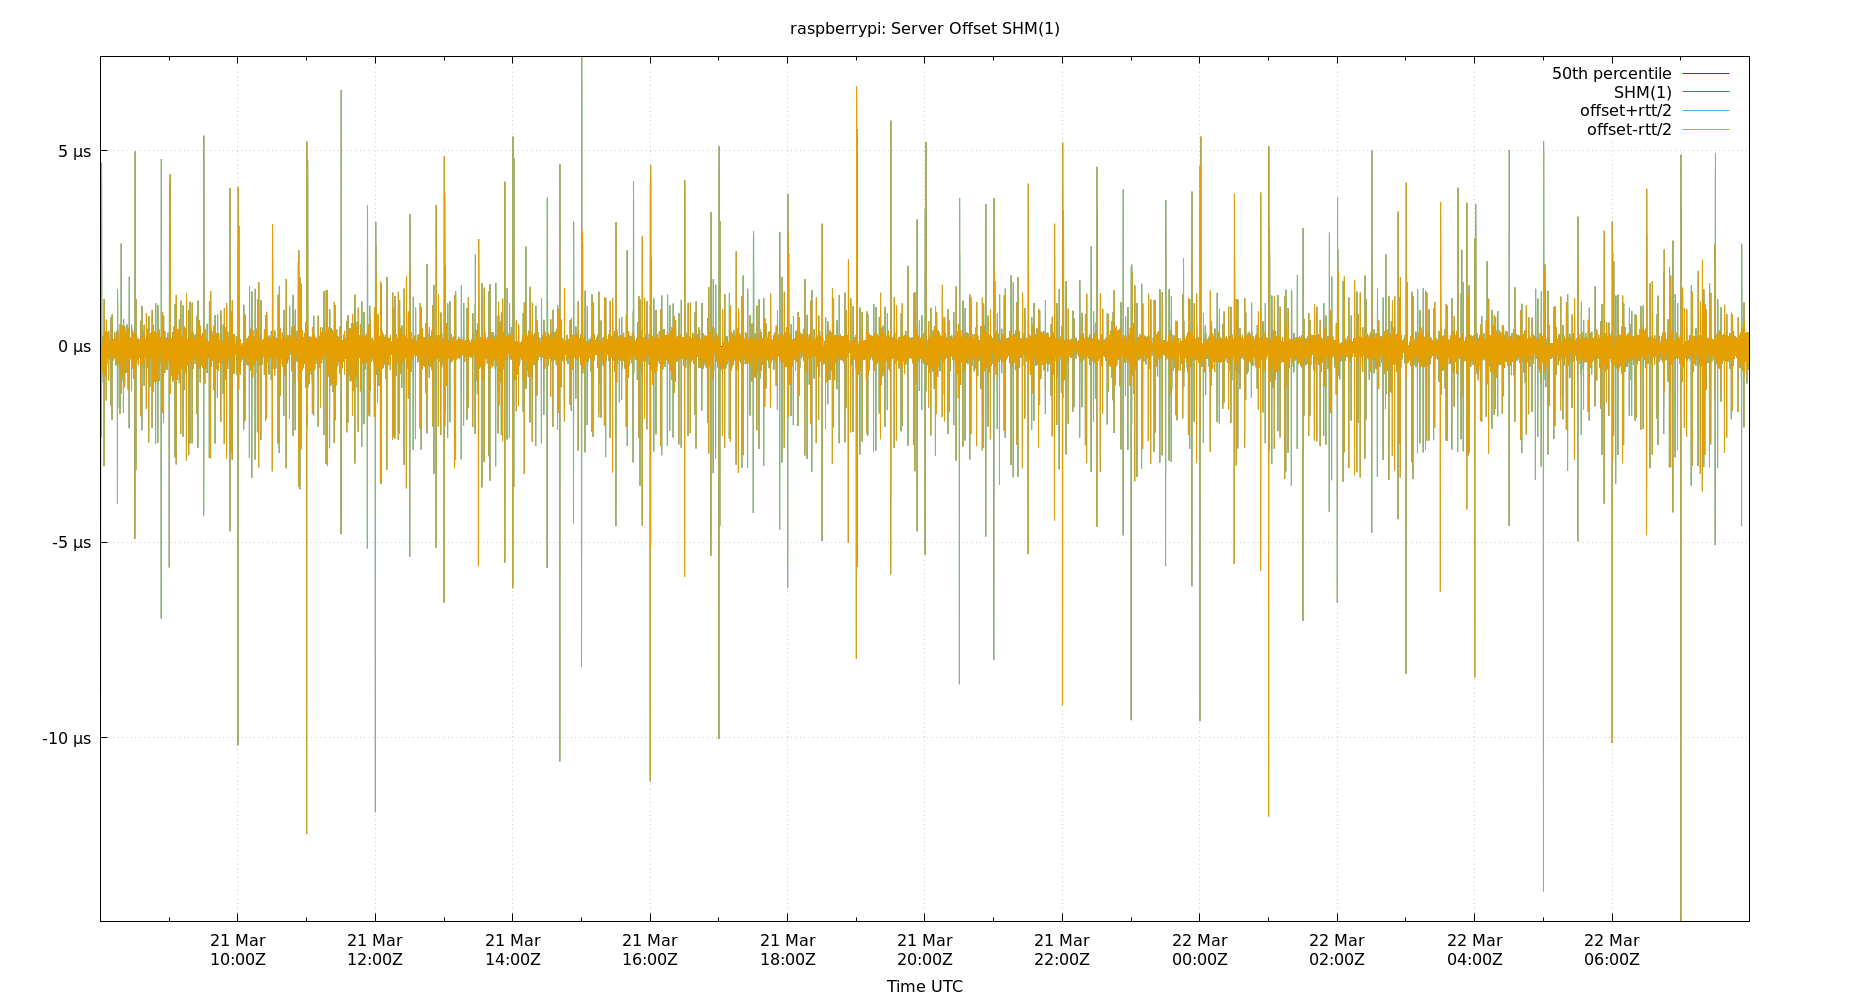 raspberrypi: Server Offset SHM(1)
50th percentile
SHM(1)
offset+rtt/2
offset-rtt/2
5 µs
0 µs
-5 µs
-10 µs
21 Mar 21 Mar 21 Mar 21 Mar 21 Mar 21 Mar 21 Mar 22 Mar 22 Mar 22 Mar 22 Mar
10:00Z 12:00Z 14:00Z 16:00Z 18:00Z 20:00Z 22:00Z 00:00Z 02:00Z 04:00Z 06:00Z
Time UTC